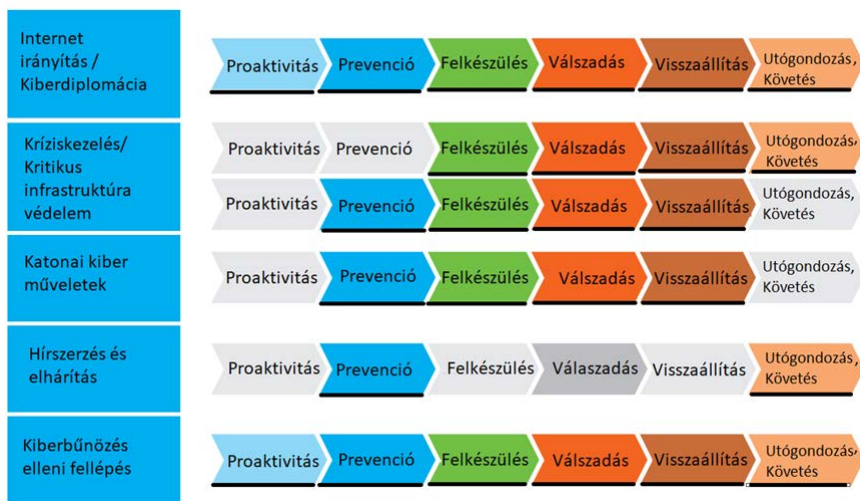 Internet
irányítás /
Kiberdiplomácia
Proaktivitás
Prevenció
Felkészülés
Válszadás
Visszaállítás
Utógondozás,
Követés
Kríziskezelés/
Kritikus
infrastruktúra
védelem
Proaktivitás
Prevenció
Felkészülés
Válszadás
Visszaállítás
Utógondozás,
Követés
Proaktivitás
Prevenció
Felkészülés
Válszadás
Visszaállítás
Utógondozás,
Követés
Katonai kiber
műveletek
Proaktivitás
Prevenció
Felkészülés
Válszadás
Visszaállítás
Utógondozás,
Követés
Hírszerzés és
elhárítás
Proaktivitás
Prevenció
Felkészülés
Válaszadás
Visszaállítás
Utógondozás,
Követés
Kiberbűnözés
elleni fellépés
Proaktivitás
Prevenció
Felkészülés
Válszadás
Visszaállítás
Utógondozás,
Követés